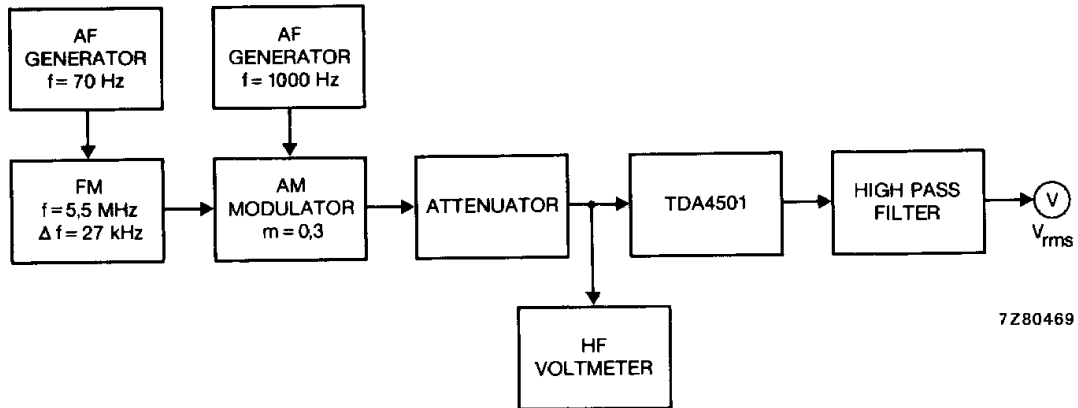 AF
GENERATOR
f = 70 Hz
AF
GENERATOR
f = 1000 Hz
FM
f = 5,5 MHz
Δ f = 27 kHz
AM
MODULATOR
m = 0,3
ATTENUATOR
TDA4501
HIGH PASS
FILTER
V
Vrms
HF
VOLTMETER
7Z80469